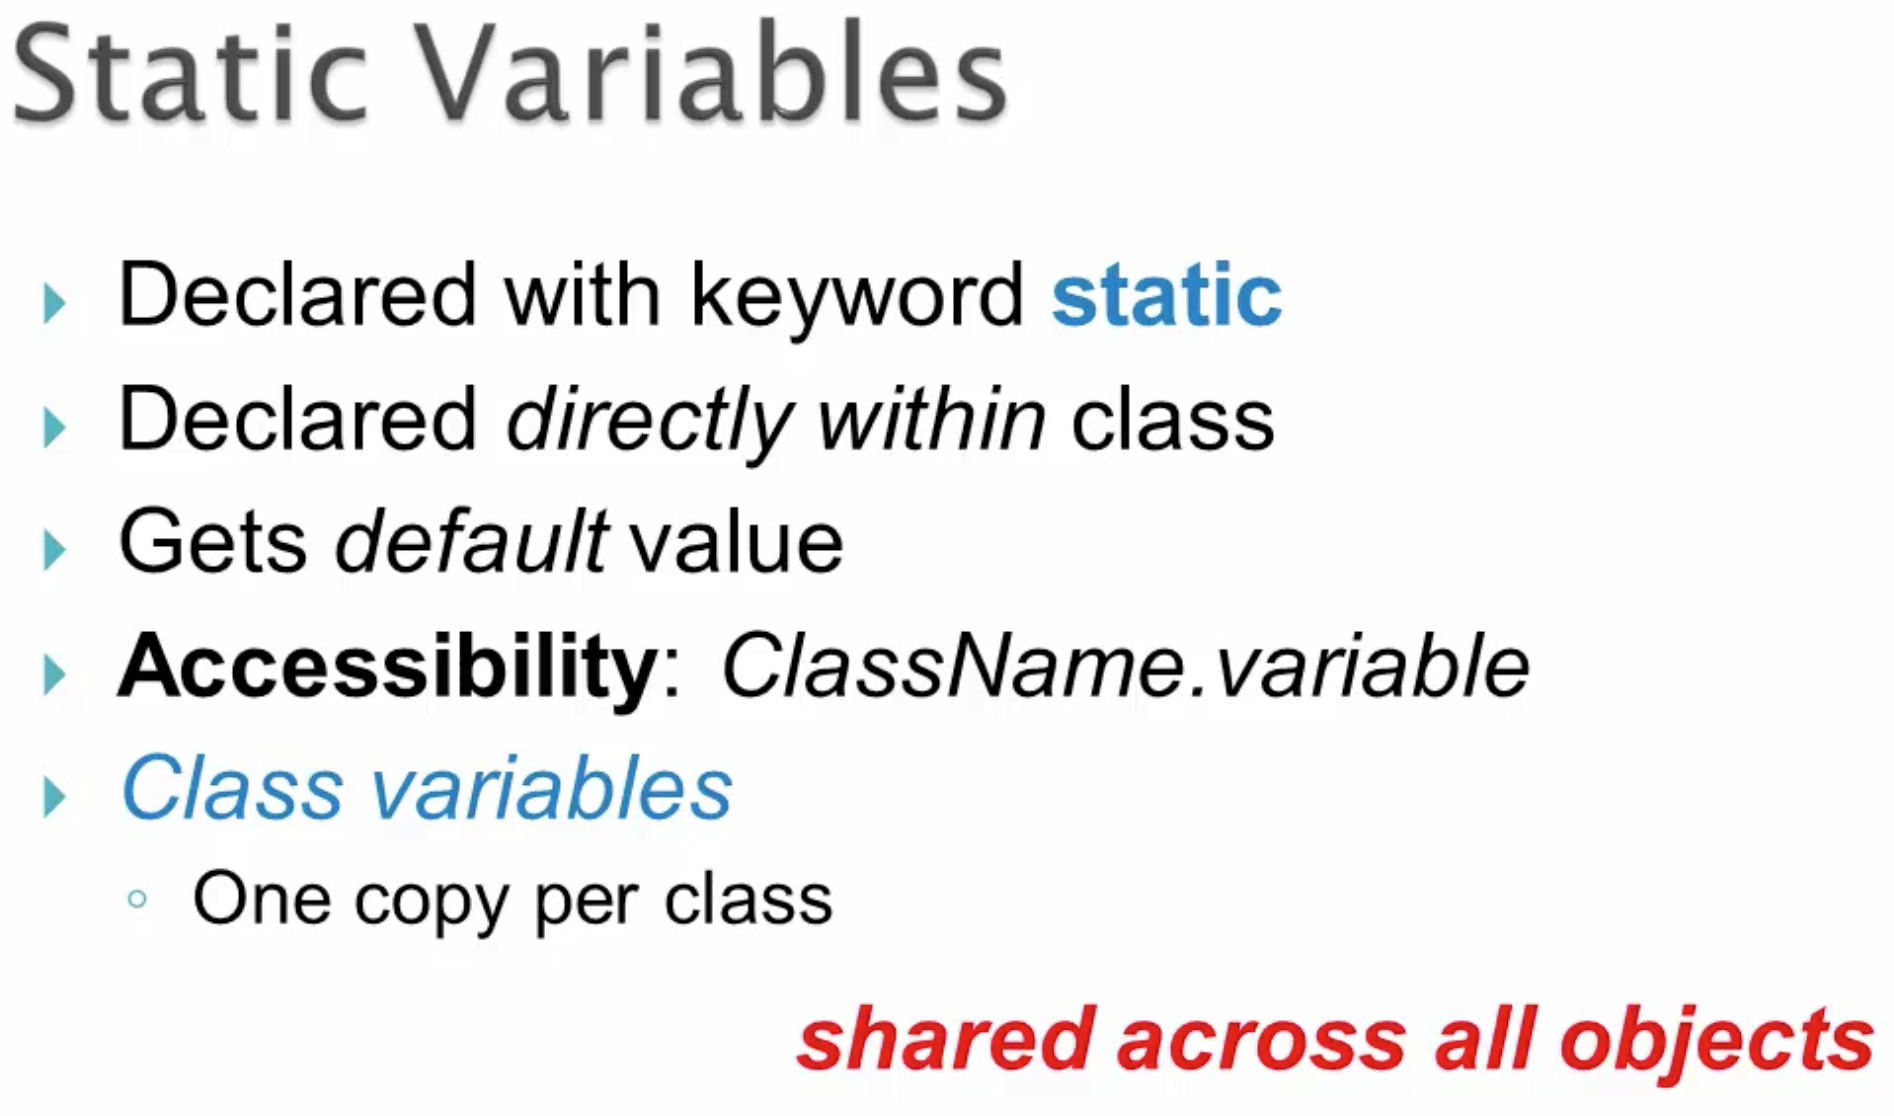 Static Variables
Declared with keyword static
Declared directly within class
Gets default value
Accessibility: ClassName.variable
Class variables
One copy per class
shared across all objects